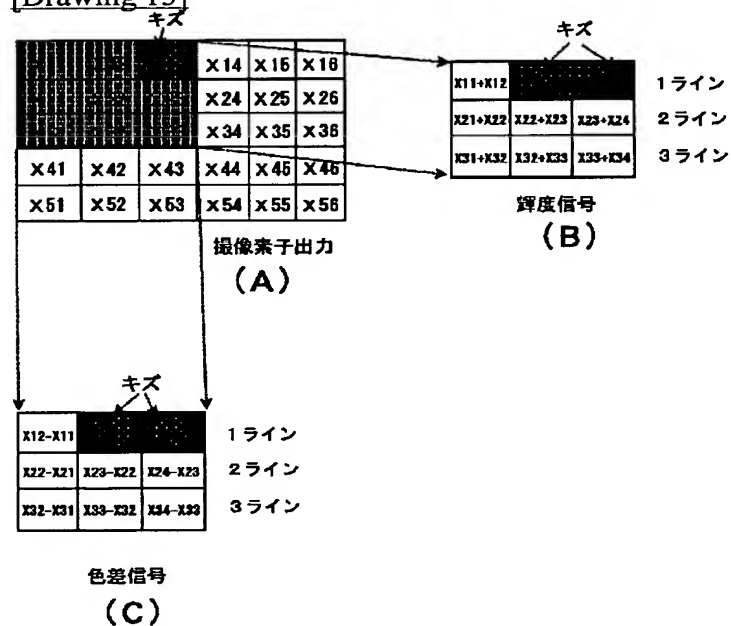 [Drawing 15]
キズ
X14 X15 X16
X24 X25 X26
X34 X35 X36
X41 X42 X43 X44 X45 X46
X51 X52 X53 X54 X55 X56
撮像素子出力
(A)
キズ
X11+X12 1ライン
X21+X22 X22+X23 X23+X24 2ライン
X31+X32 X32+X33 X33+X34 3ライン
輝度信号
(B)
キズ
X12-X11 1ライン
X22-X21 X23-X22 X24-X23 2ライン
X32-X31 X33-X32 X34-X33 3ライン
色差信号
(C)